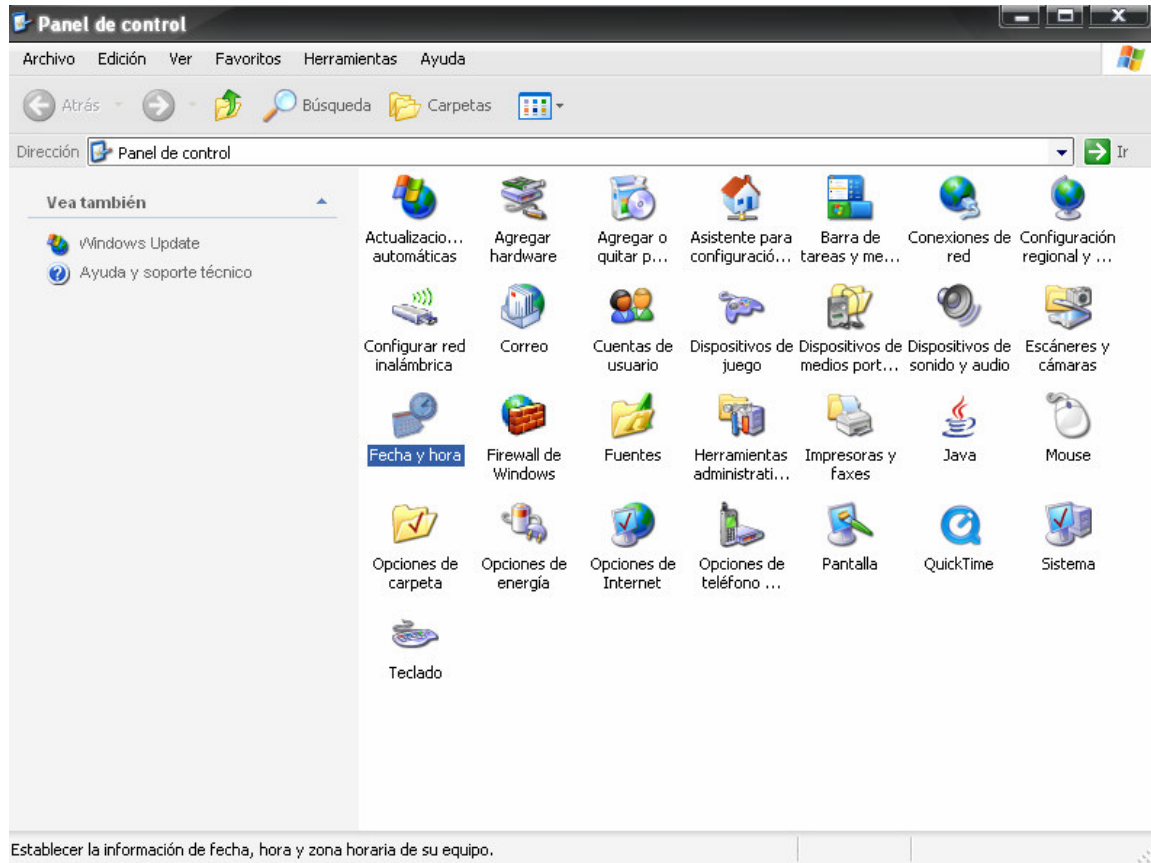 Panel de control
Archivo Edición Ver Favoritos Herramientas Ayuda
Atrás Búsqueda Carpetas
Dirección Panel de control Ir
Vea también
Windows Update
Ayuda y soporte técnico
Actualizacio... Agregar Agregar o Asistente para Barra de Conexiones de Configuración
automáticas hardware quitar p... configuració... tareas y me... red regional y ...
Configurar red Correo Cuentas de Dispositivos de Dispositivos de Dispositivos de Escáneres y
inalámbrica usuario juego medios port... sonido y audio cámaras
Fecha y hora Firewall de Fuentes Herramientas Impresoras y Java Mouse
Windows administrati... faxes
Opciones de Opciones de Opciones de Opciones de Pantalla QuickTime Sistema
carpeta energía Internet teléfono ...
Teclado
Establecer la información de fecha, hora y zona horaria de su equipo.